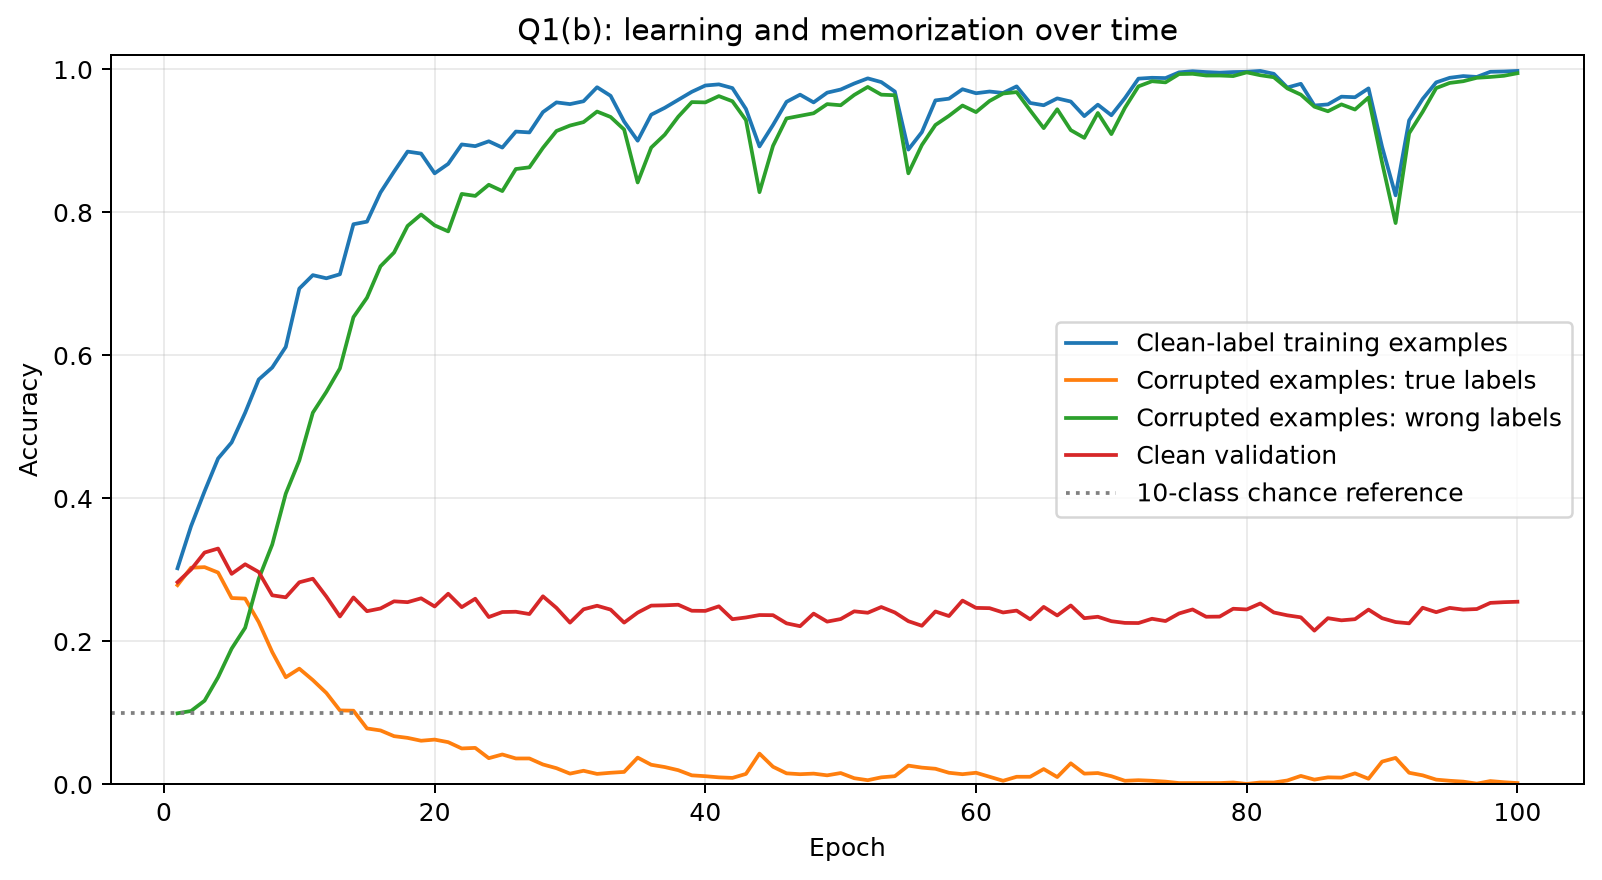 Q1(b): learning and memorization over time
1.0
0.8
0.6
0.4
0.2
0.0
Accuracy
Clean-label training examples
Corrupted examples: true labels
Corrupted examples: wrong labels
Clean validation
10-class chance reference
0 20 40 60 80 100
Epoch